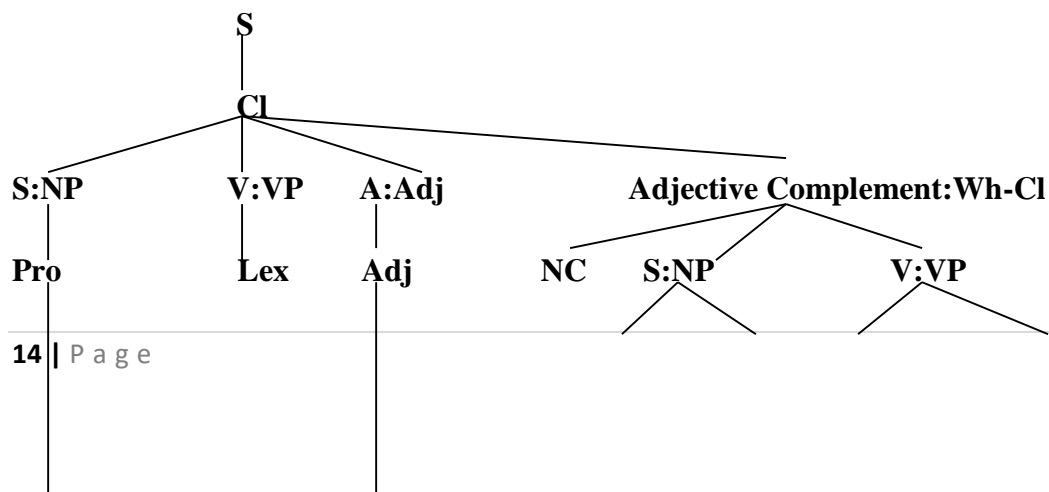 S
Cl
S:NP V:VP A:Adj Adjective Complement:Wh-Cl
Pro Lex Adj NC S:NP V:VP
14 | Page